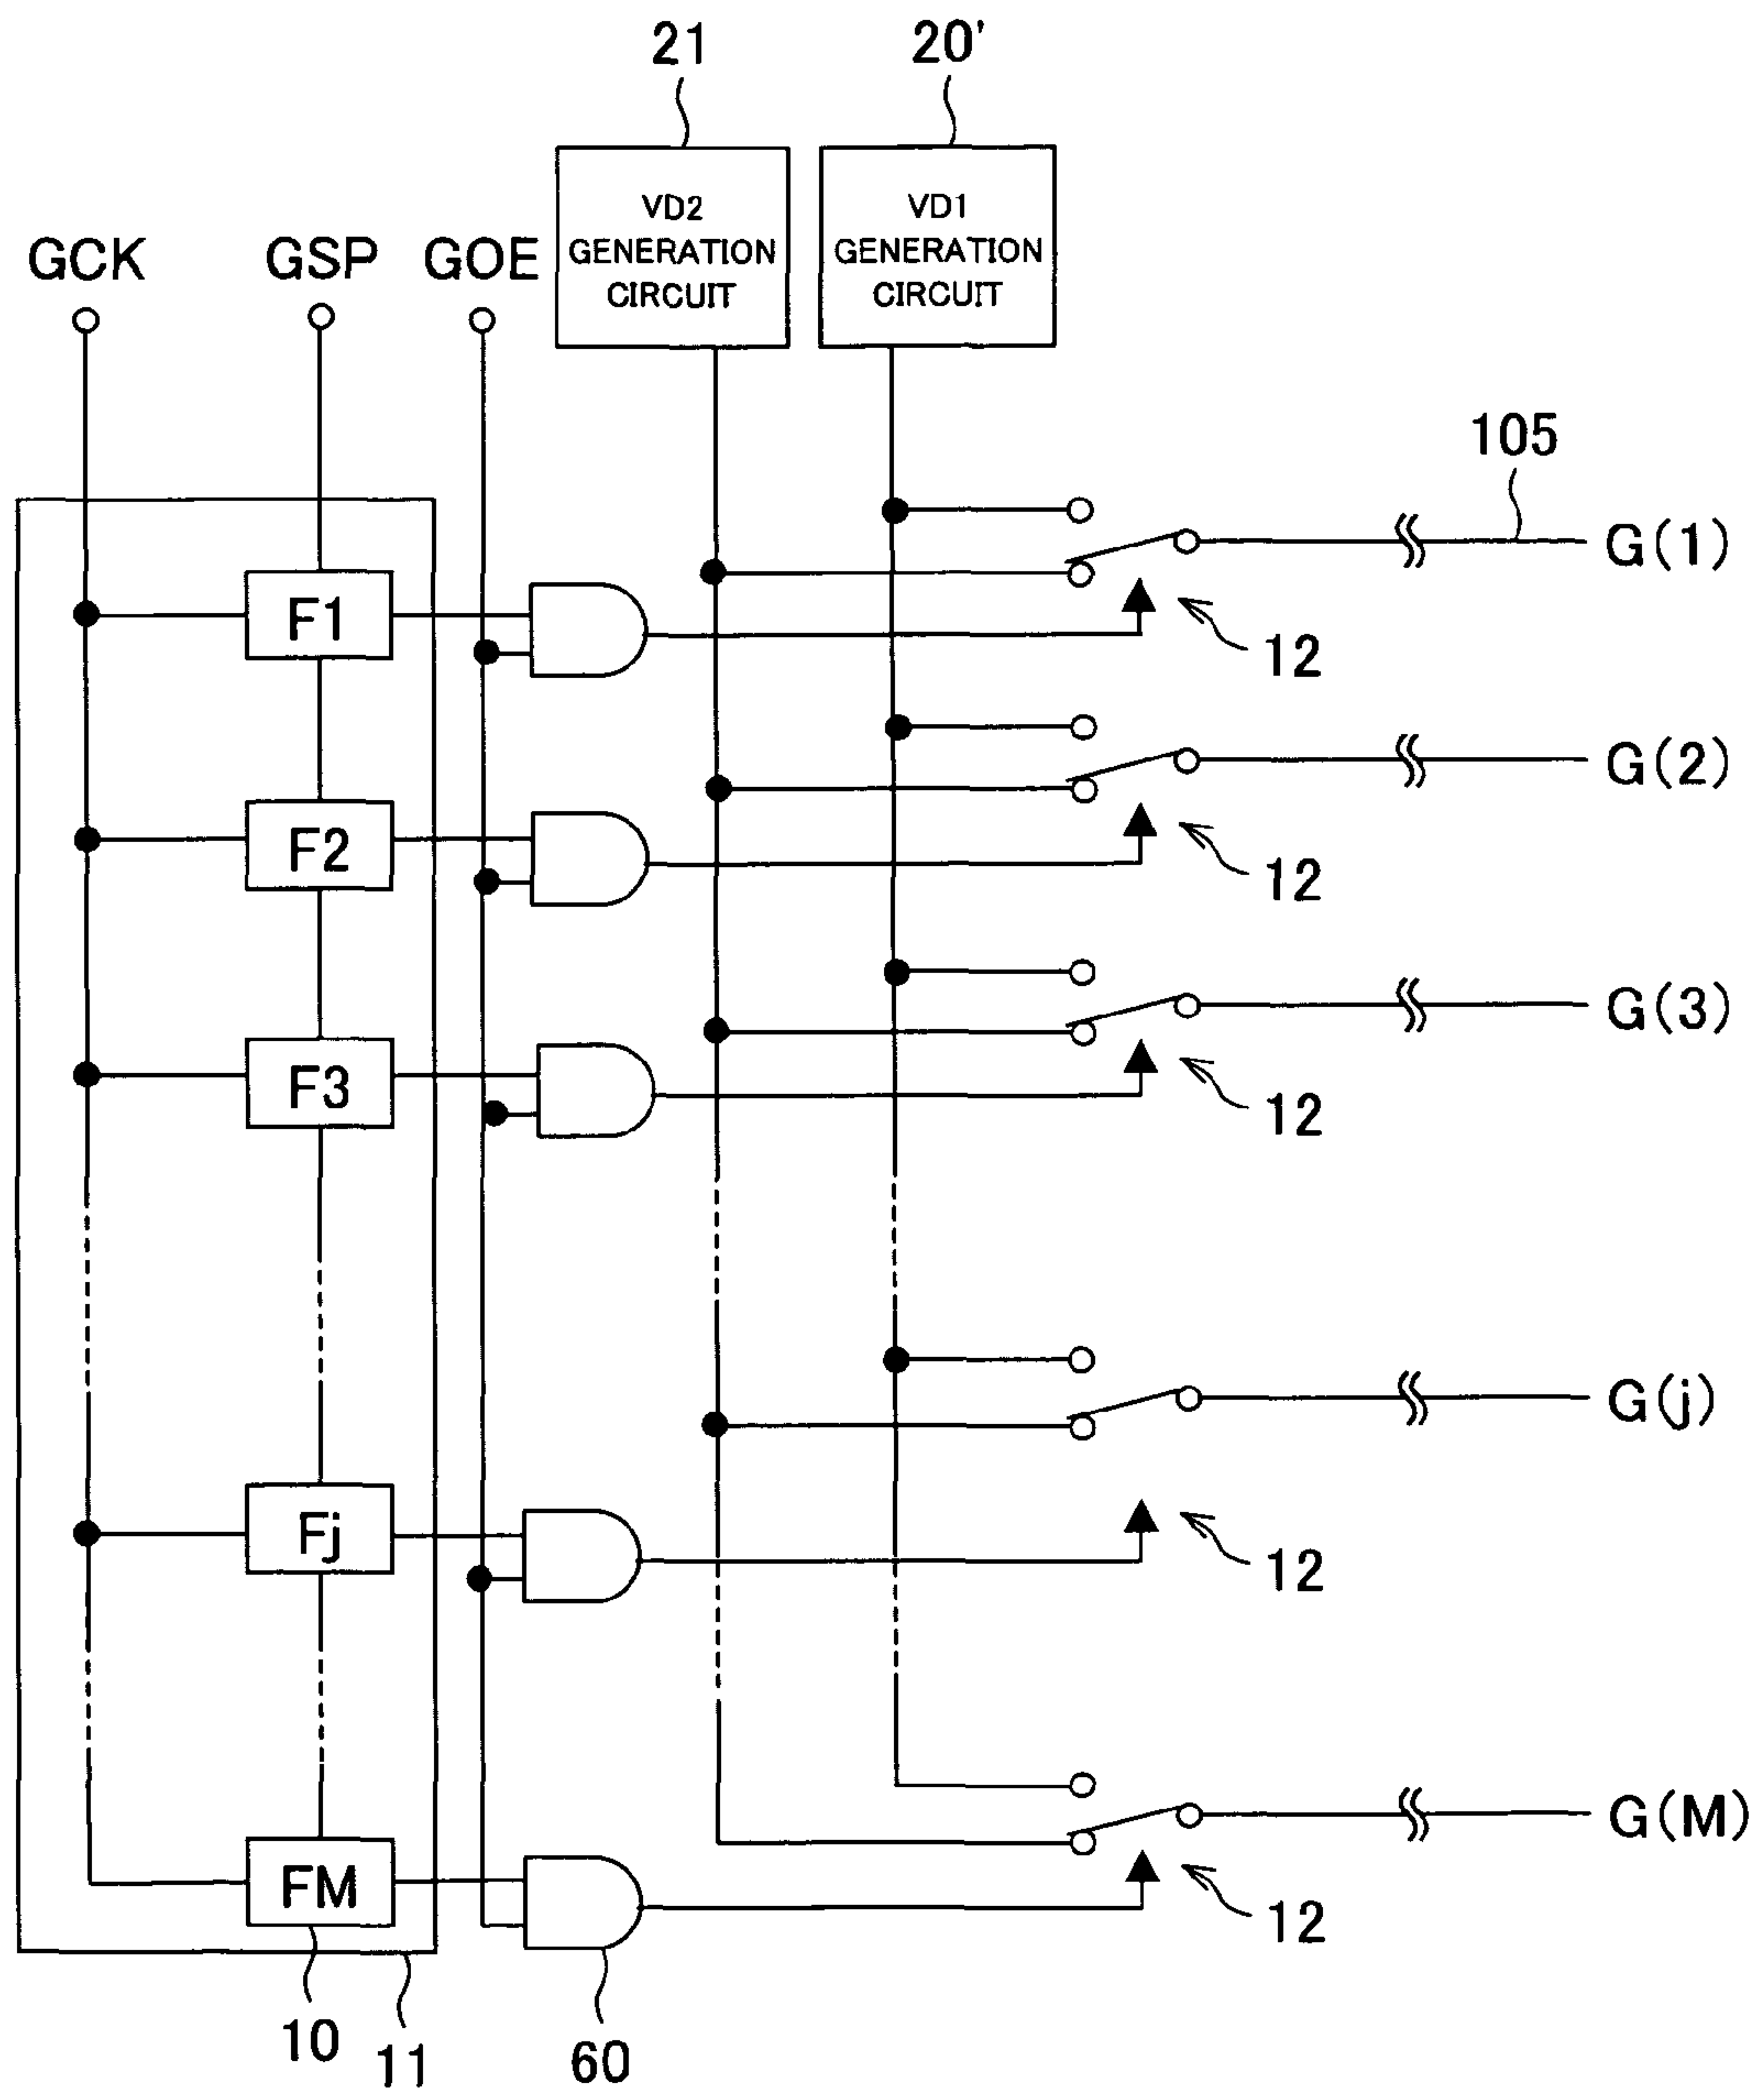 21
20'
VD2
GENERATION
CIRCUIT
VD1
GENERATION
CIRCUIT
GCK
GSP
GOE
105
G(1)
F1
12
G(2)
F2
12
G(3)
F3
12
G(j)
Fj
12
G(M)
FM
12
10
11
60